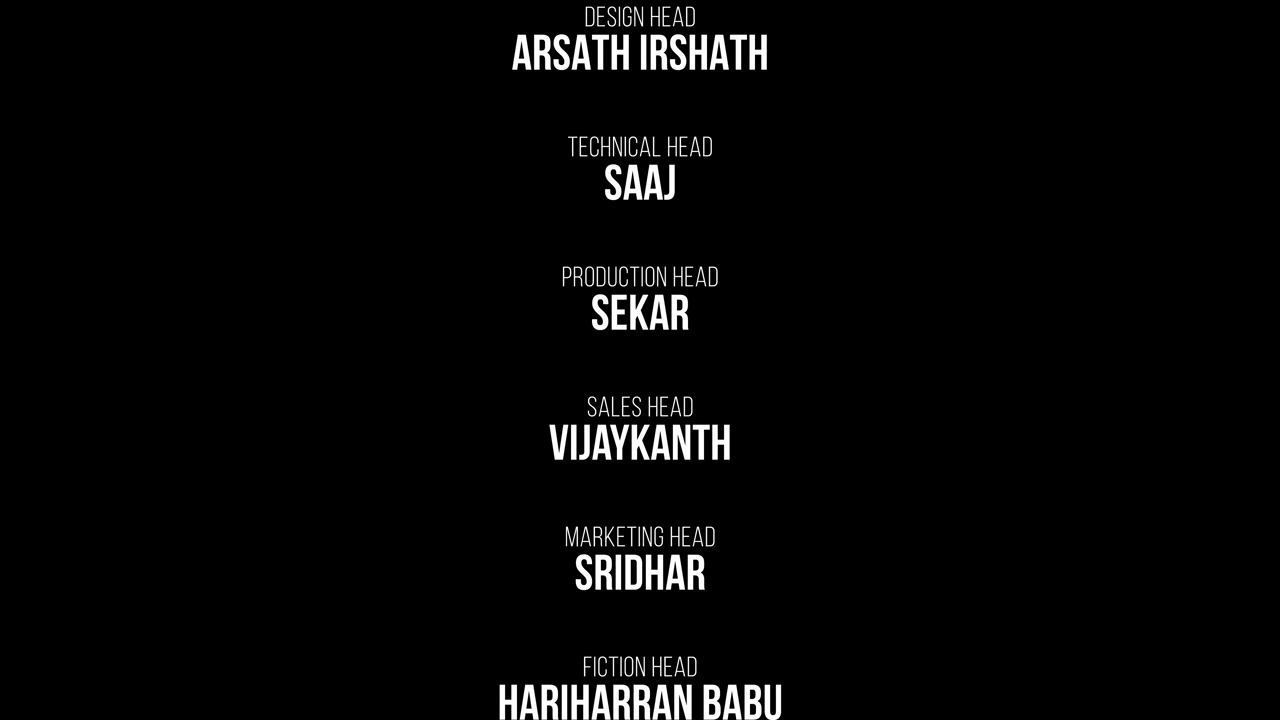 DESIGN HEAD
ARSATH IRSHATH
TECHNICAL HEAD
SAAJ
PRODUCTION HEAD
SEKAR
SALES HEAD
VIJAYKANTH
MARKETING HEAD
SRIDHAR
FICTION HEAD
HARIHARRAN BABU